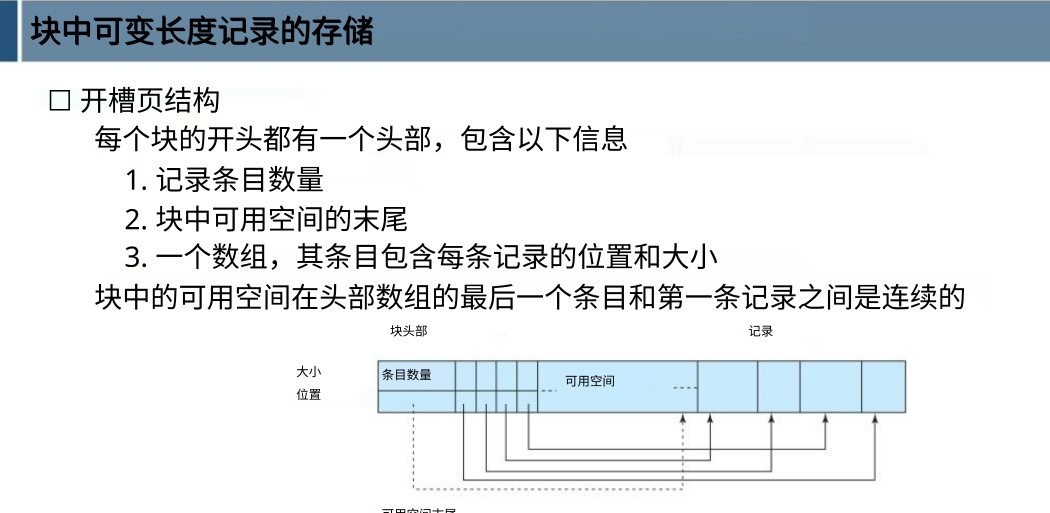 块中可变长度记录的存储
□ 开槽页结构
每个块的开头都有一个头部，包含以下信息
1. 记录条目数量
2. 块中可用空间的末尾
3. 一个数组，其条目包含每条记录的位置和大小
块中的可用空间在头部数组的最后一个条目和第一条记录之间是连续的
块头部 记录
大小 条目数量 可用空间
位置
可用空间末尾